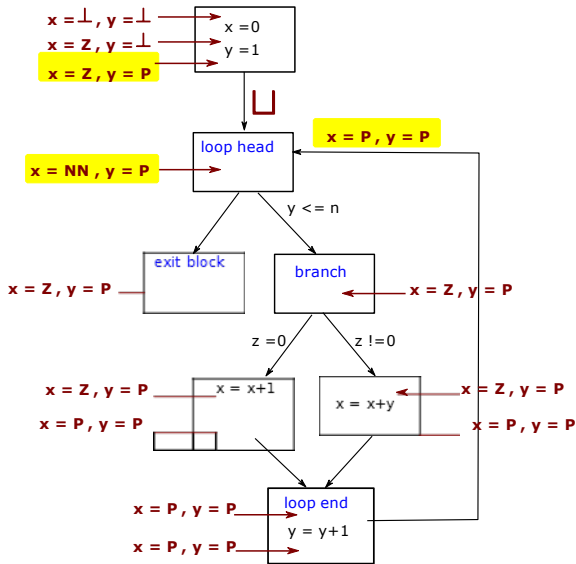 x = ⊥ , y = ⊥
x = 0
x = Z , y = ⊥
y = 1
x = Z , y = P
⊔
x = P , y = P
loop head
x = NN , y = P
y <= n
exit block
branch
x = Z , y = P
x = Z , y = P
z =0
z !=0
x = Z , y = P
x = x+1
x = Z , y = P
x = x+y
x = P , y = P
x = P , y = P
loop end
x = P , y = P
y = y+1
x = P , y = P